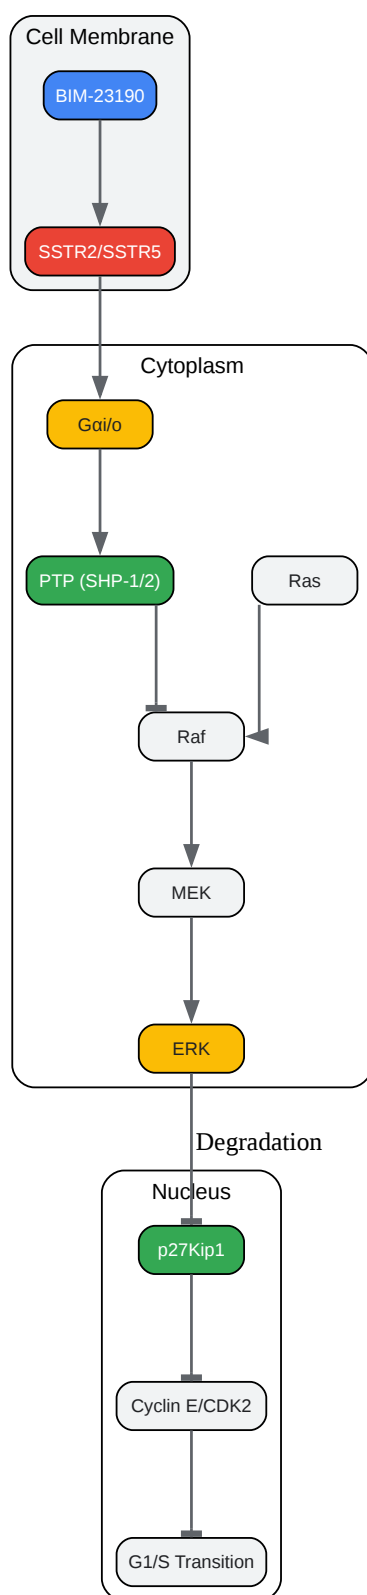 Cell Membrane
BIM-23190
SSTR2/SSTR5
Cytoplasm
Gαi/o
PTP (SHP-1/2)
Ras
Raf
MEK
ERK
Degradation
Nucleus
p27Kip1
Cyclin E/CDK2
G1/S Transition